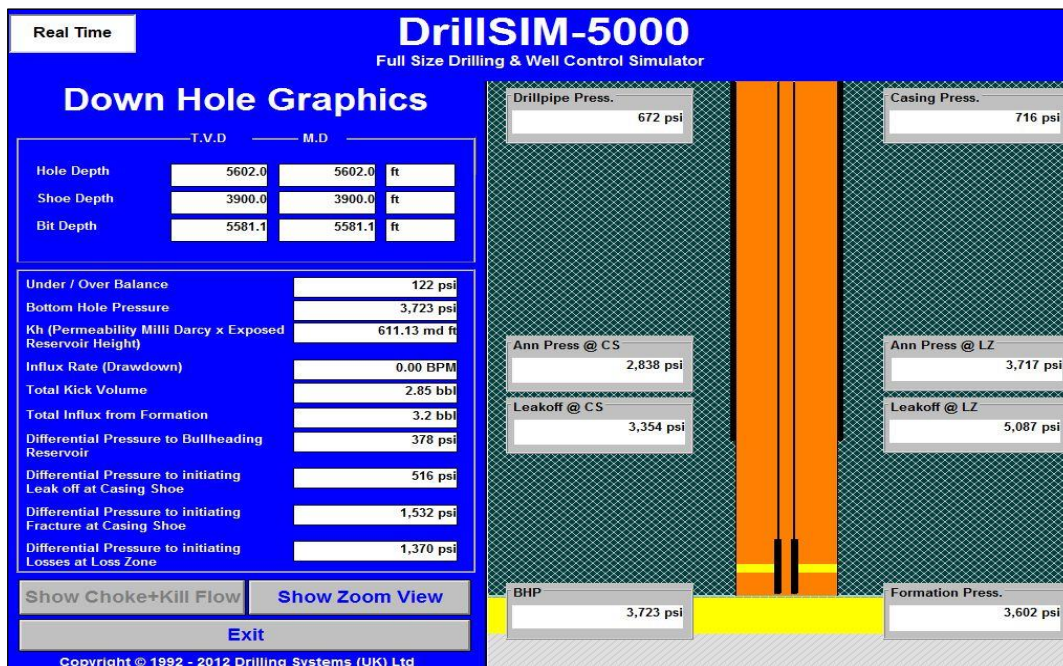 Real Time
DrillSIM-5000
Full Size Drilling & Well Control Simulator
Down Hole Graphics
T.V.D M.D
Hole Depth 5602.0 5602.0 ft
Shoe Depth 3900.0 3900.0 ft
Bit Depth 5581.1 5581.1 ft
Under / Over Balance 122 psi
Bottom Hole Pressure 3,723 psi
Kh (Permeability Milli Darcy x Exposed 611.13 md ft
Reservoir Height)
Influx Rate (Drawdown) 0.00 BPM
Total Kick Volume 2.85 bbl
Total Influx from Formation 3.2 bbl
Differential Pressure to Bullheading 378 psi
Reservoir
Differential Pressure to initiating 516 psi
Leak off at Casing Shoe
Differential Pressure to initiating 1,532 psi
Fracture at Casing Shoe
Differential Pressure to initiating 1,370 psi
Losses at Loss Zone
Show Choke+Kill Flow Show Zoom View
Exit
Copyright © 1992 - 2012 Drilling Systems (UK) Ltd
Drillpipe Press.
672 psi
Casing Press.
716 psi
Ann Press @ CS
2,838 psi
Ann Press @ LZ
3,717 psi
Leakoff @ CS
3,354 psi
Leakoff @ LZ
5,087 psi
BHP
3,723 psi
Formation Press.
3,602 psi